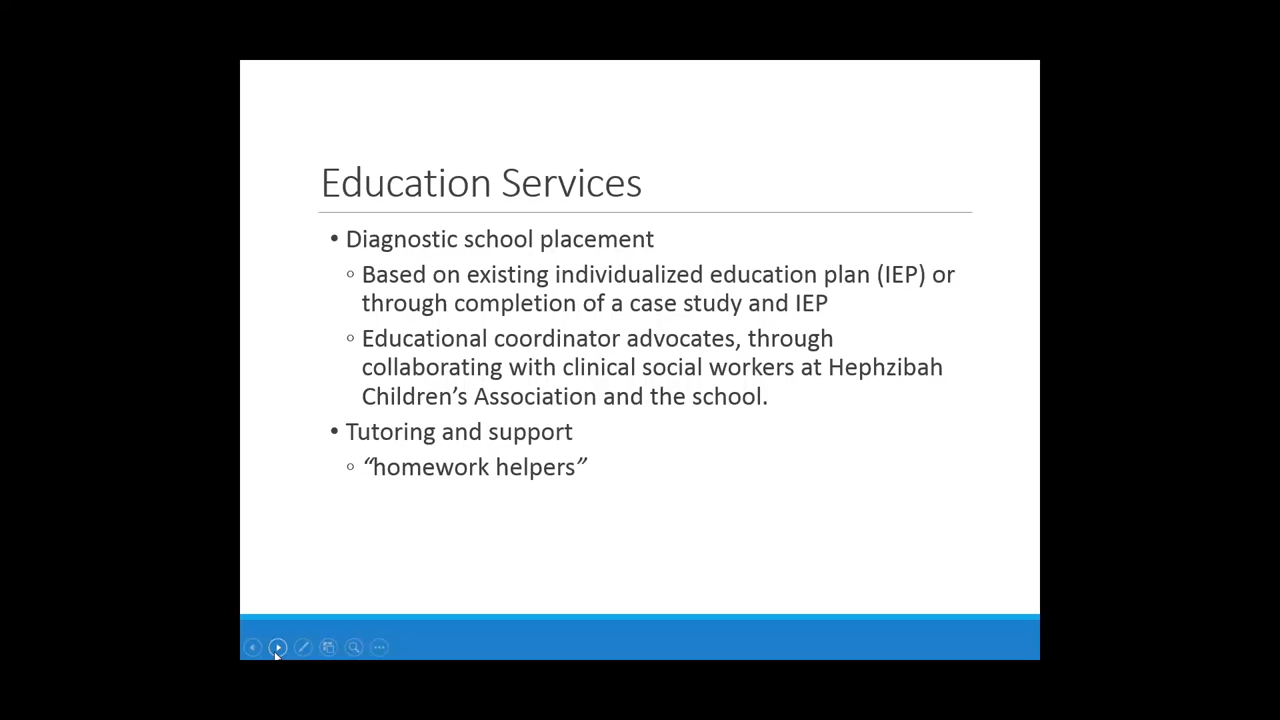 Education Services
• Diagnostic school placement
◦ Based on existing individualized education plan (IEP) or
through completion of a case study and IEP
◦ Educational coordinator advocates, through
collaborating with clinical social workers at Hephzibah
Children’s Association and the school.
• Tutoring and support
◦ “homework helpers”